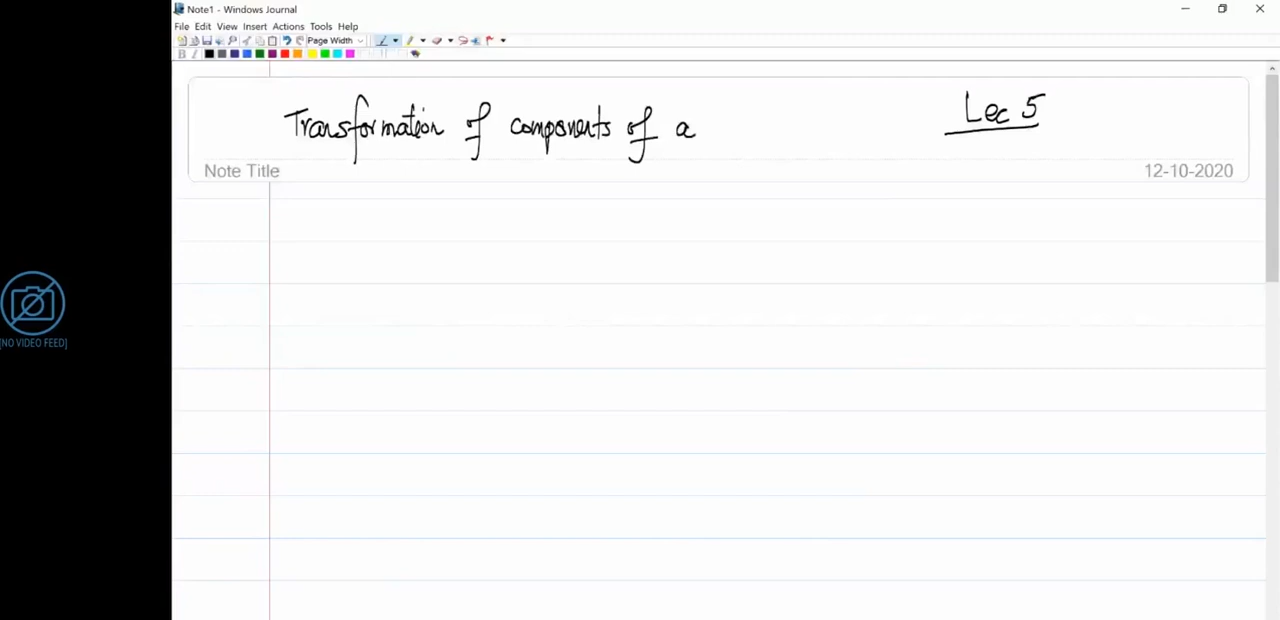 Note1 - Windows Journal
File Edit View Insert Actions Tools Help
Page Width
B I
Transformation of components of a
Lec 5
Note Title
12-10-2020
[NO VIDEO FEED]